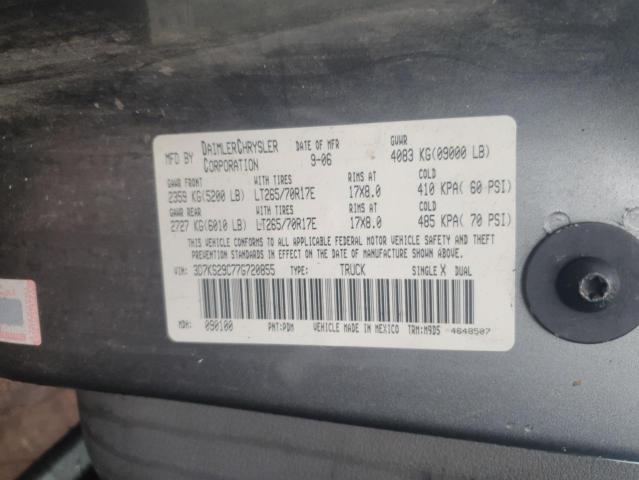 MFD BY DAIMLERCHRYSLER CORPORATION DATE OF MFR 9-06 GVWR 4083 KG(09000 LB)
GAWR FRONT WITH TIRES RIMS AT COLD
2359 KG(5200 LB) LT265/70R17E 17X8.0 410 KPA( 60 PSI)
GAWR REAR WITH TIRES RIMS AT COLD
2727 KG(6010 LB) LT265/70R17E 17X8.0 485 KPA( 70 PSI)
THIS VEHICLE CONFORMS TO ALL APPLICABLE FEDERAL MOTOR VEHICLE SAFETY AND THEFT
PREVENTION STANDARDS IN EFFECT ON THE DATE OF MANUFACTURE SHOWN ABOVE.
VIN: 3D7KS29C77G720855 TYPE: TRUCK SINGLE X DUAL
MDH: 090100 PNT:PDM VEHICLE MADE IN MEXICO TRM:M9D5 4648507